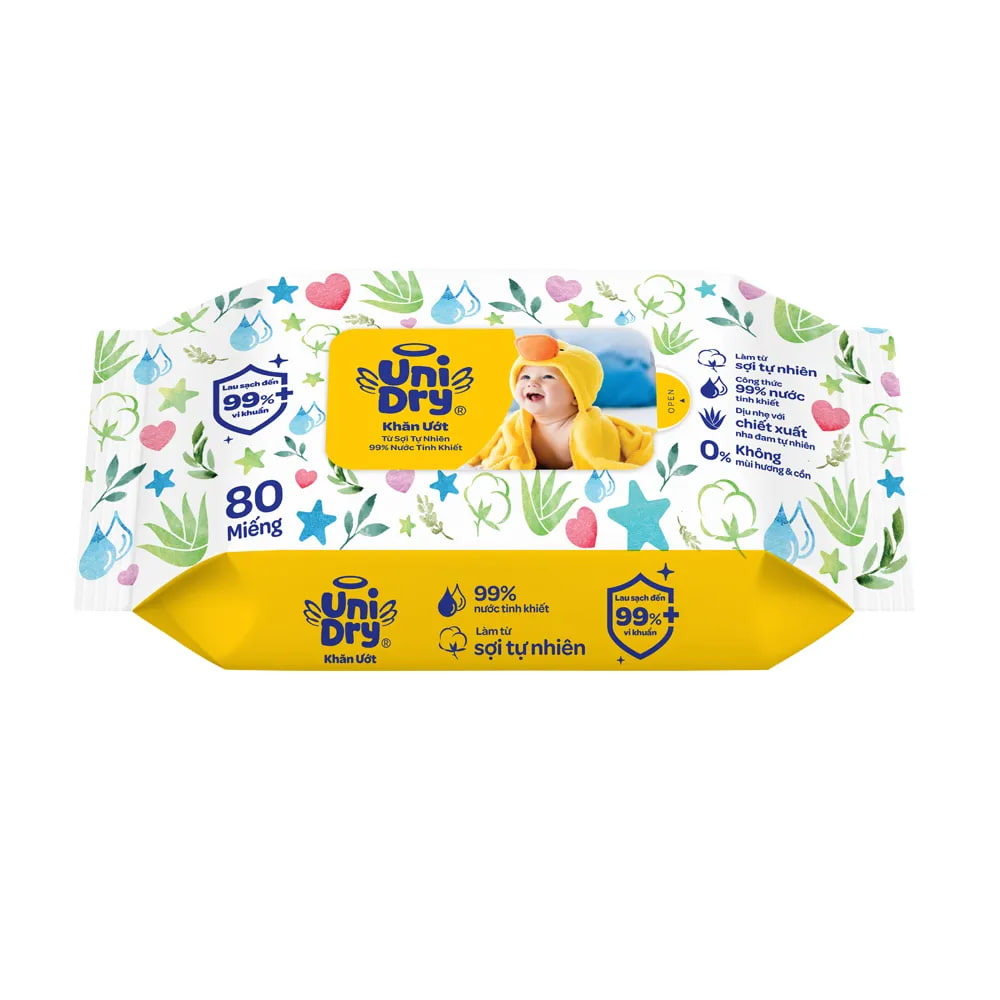 Lau sạch đến
99%+
vi khuẩn
80
Miếng
Uni
Dry®
Khăn Ướt
Từ Sợi Tự Nhiên
99% Nước Tinh Khiết
OPEN
Làm từ
sợi tự nhiên
Công thức
99% nước
tinh khiết
Dịu nhẹ với
chiết xuất
nha đam tự nhiên
0% Không
mùi hương & cồn
Uni
Dry®
Khăn Ướt
99%
nước tinh khiết
Làm từ
sợi tự nhiên
Lau sạch đến
99%+
vi khuẩn